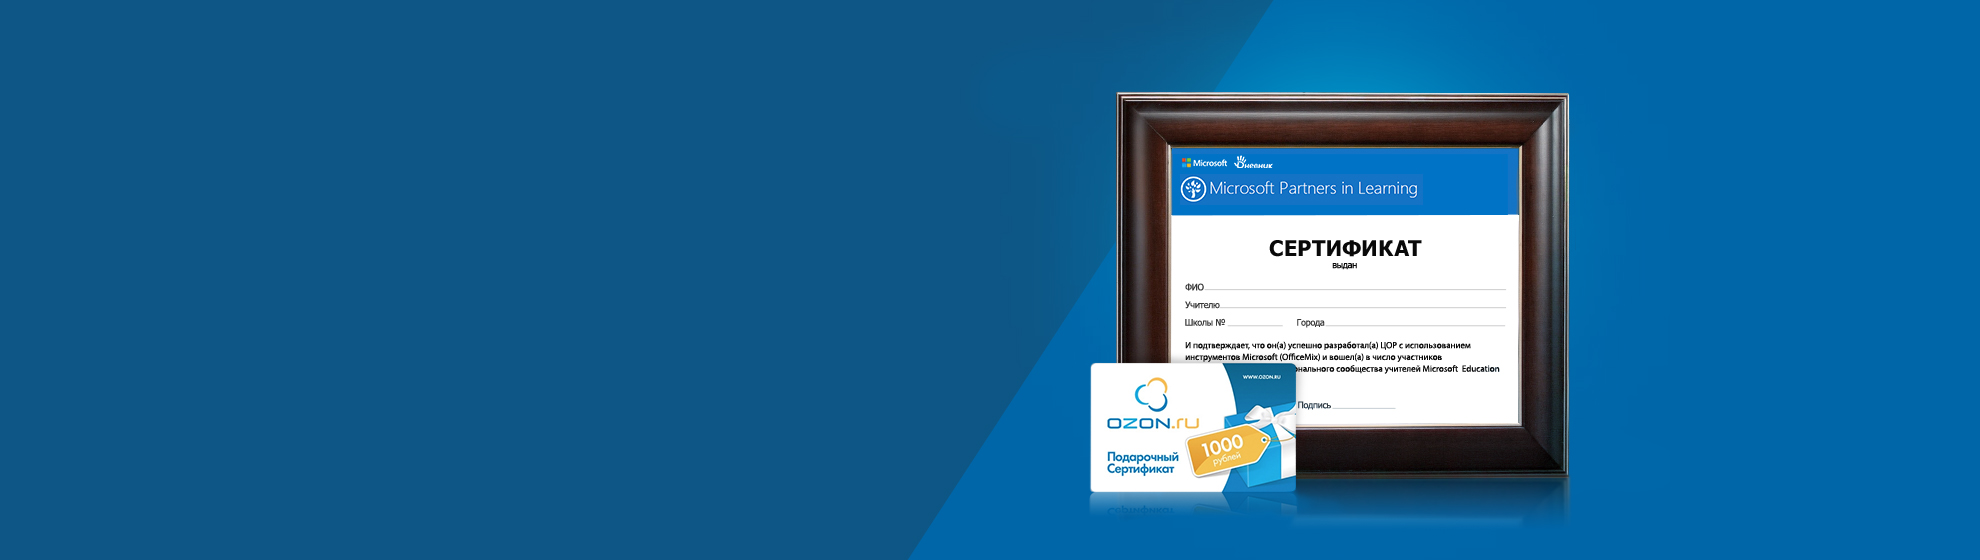 Microsoft Дневник
Microsoft Partners in Learning
СЕРТИФИКАТ
выдан
ФИО
Учителю
Школы № Города
И подтверждает, что он(а) успешно разработал(а) ЦОР с использованием
инструментов Microsoft (OfficeMix) и вошел(а) в число участников
сообщества учителей Microsoft Education
Подпись
WWW.OZON.RU
OZON.ru
1000
рублей
Подарочный
Сертификат